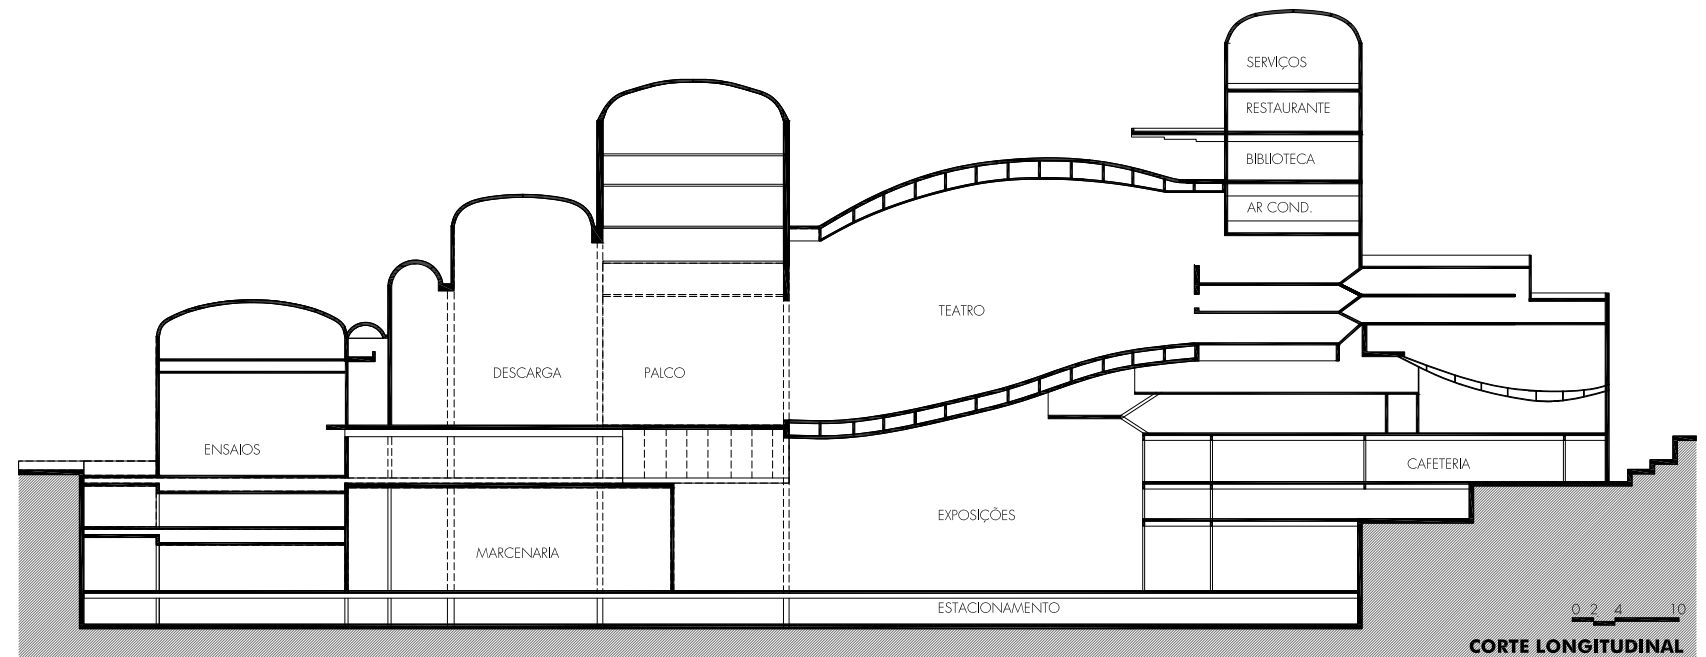 SERVIÇOS
RESTAURANTE
BIBLIOTECA
AR COND.
TEATRO
DESCARGA
PALCO
ENSAIOS
CAFETERIA
EXPOSIÇÕES
MARCENARIA
ESTACIONAMENTO
0 2 4 10
CORTE LONGITUDINAL